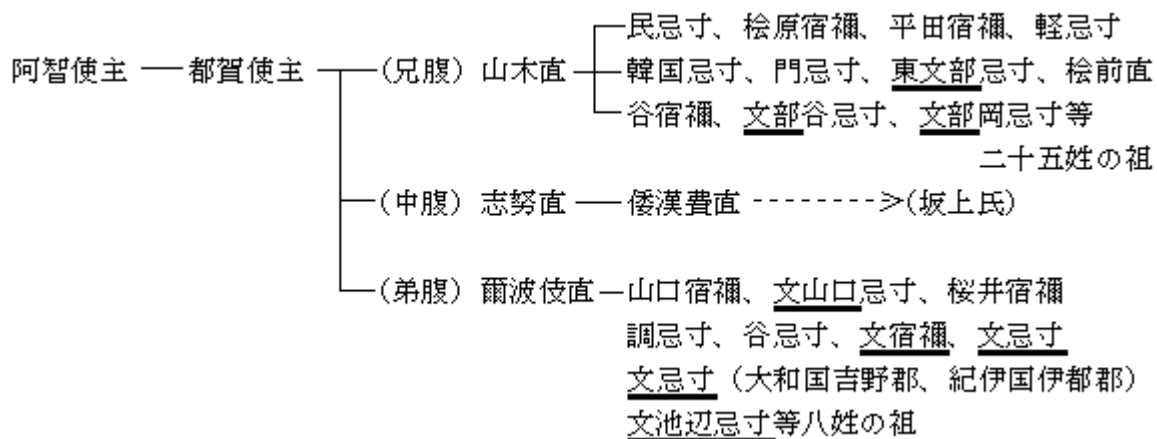 民忌寸、桧原宿禰、平田宿禰、軽忌寸
阿智使主 都賀使主 (兄腹) 山木直 韓国忌寸、門忌寸、東文部忌寸、桧前直
谷宿禰、文部谷忌寸、文部岡忌寸等
二十五姓の祖
(中腹) 志努直 倭漢費直 --------＞(坂上氏)
(弟腹) 爾波伎直 山口宿禰、文山口忌寸、桜井宿禰
調忌寸、谷忌寸、文宿禰、文忌寸
文忌寸 (大和国吉野郡、紀伊国伊都郡)
文池辺忌寸等八姓の祖